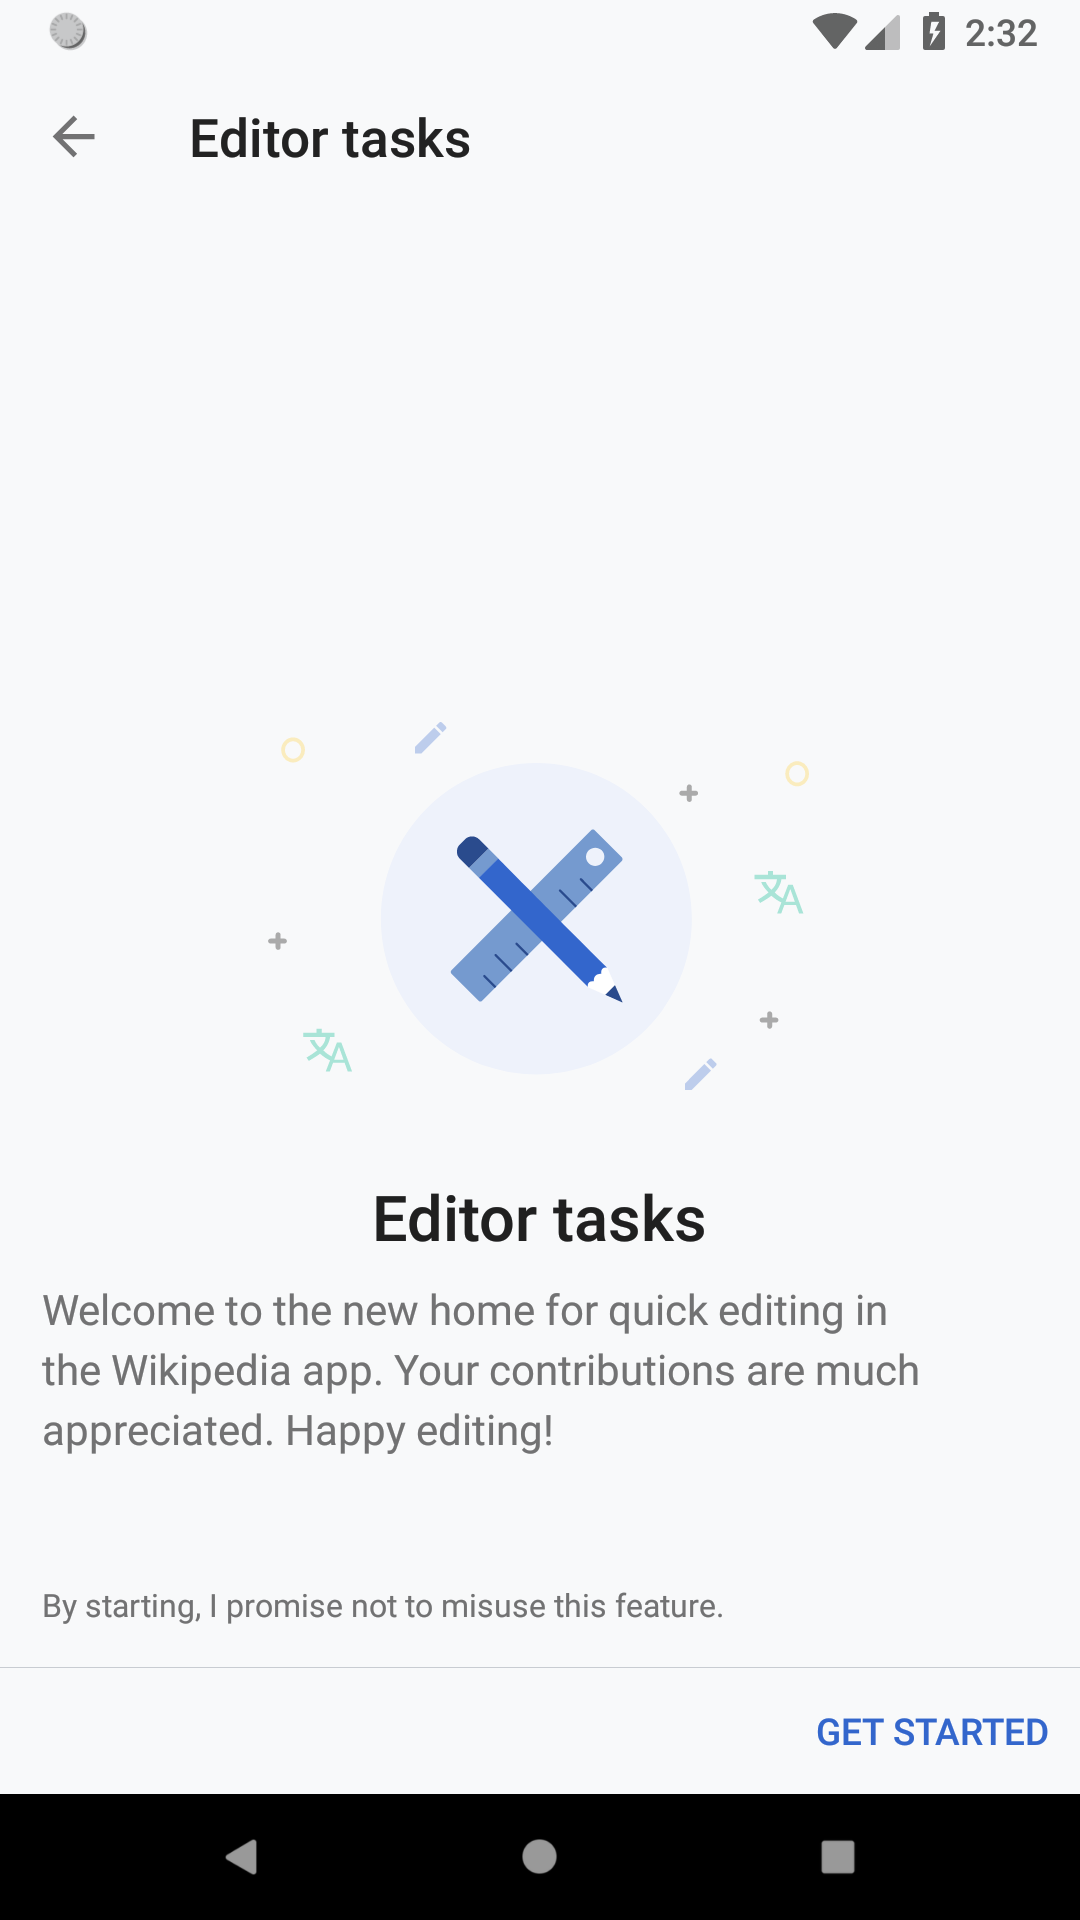 2:32
Editor tasks
Editor tasks
Welcome to the new home for quick editing in
the Wikipedia app. Your contributions are much
appreciated. Happy editing!
By starting, I promise not to misuse this feature.
GET STARTED